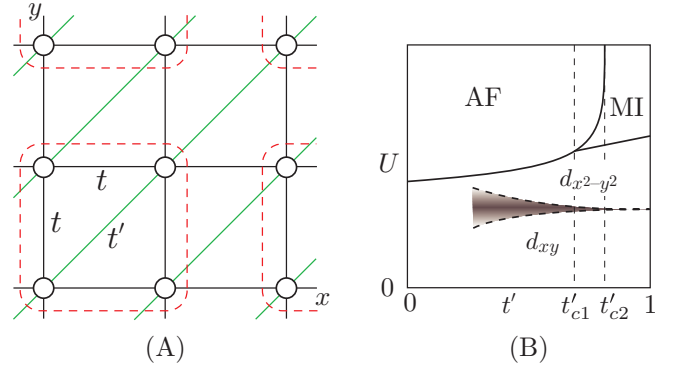 y
t
t
t′
x
(A)
AF
MI
U
d_{x²−y²}
d_{xy}
0
0 t′ t′_{c1} t′_{c2} 1
(B)